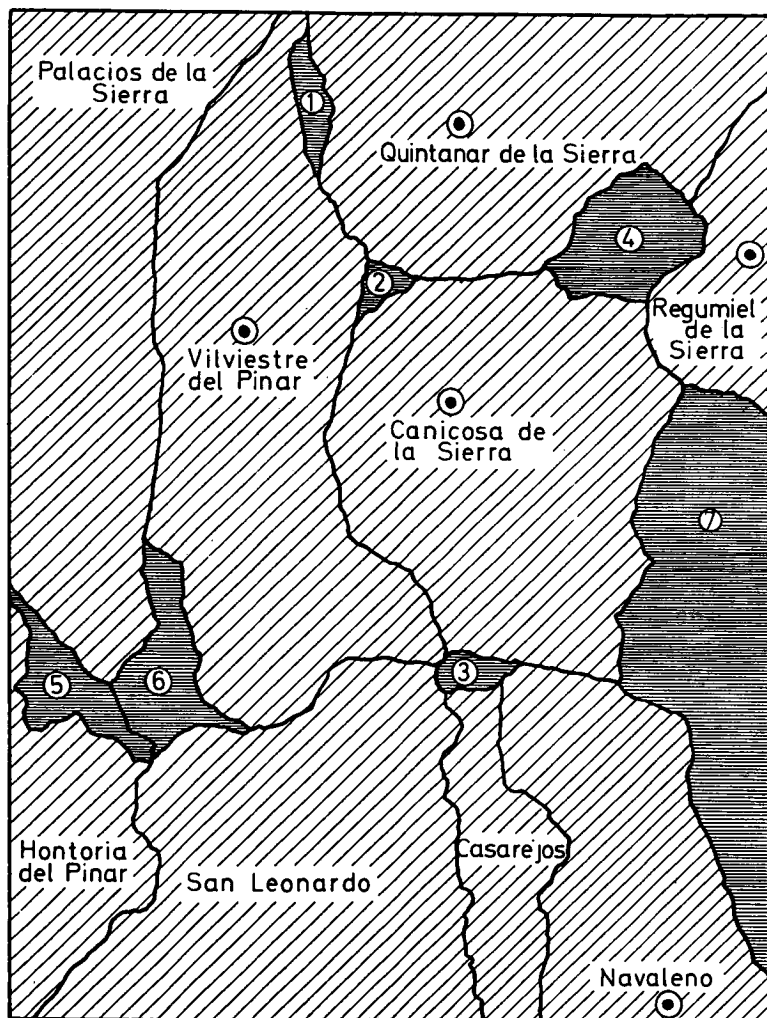 Palacios de la
Sierra
1
Quintanar de la Sierra
4
2
Regumiel
de la
Sierra
Vilviestre
del Pinar
Canicosa de
la Sierra
7
3
5
6
Hontoria
del Pinar
San Leonardo
Casarejos
Navaleno